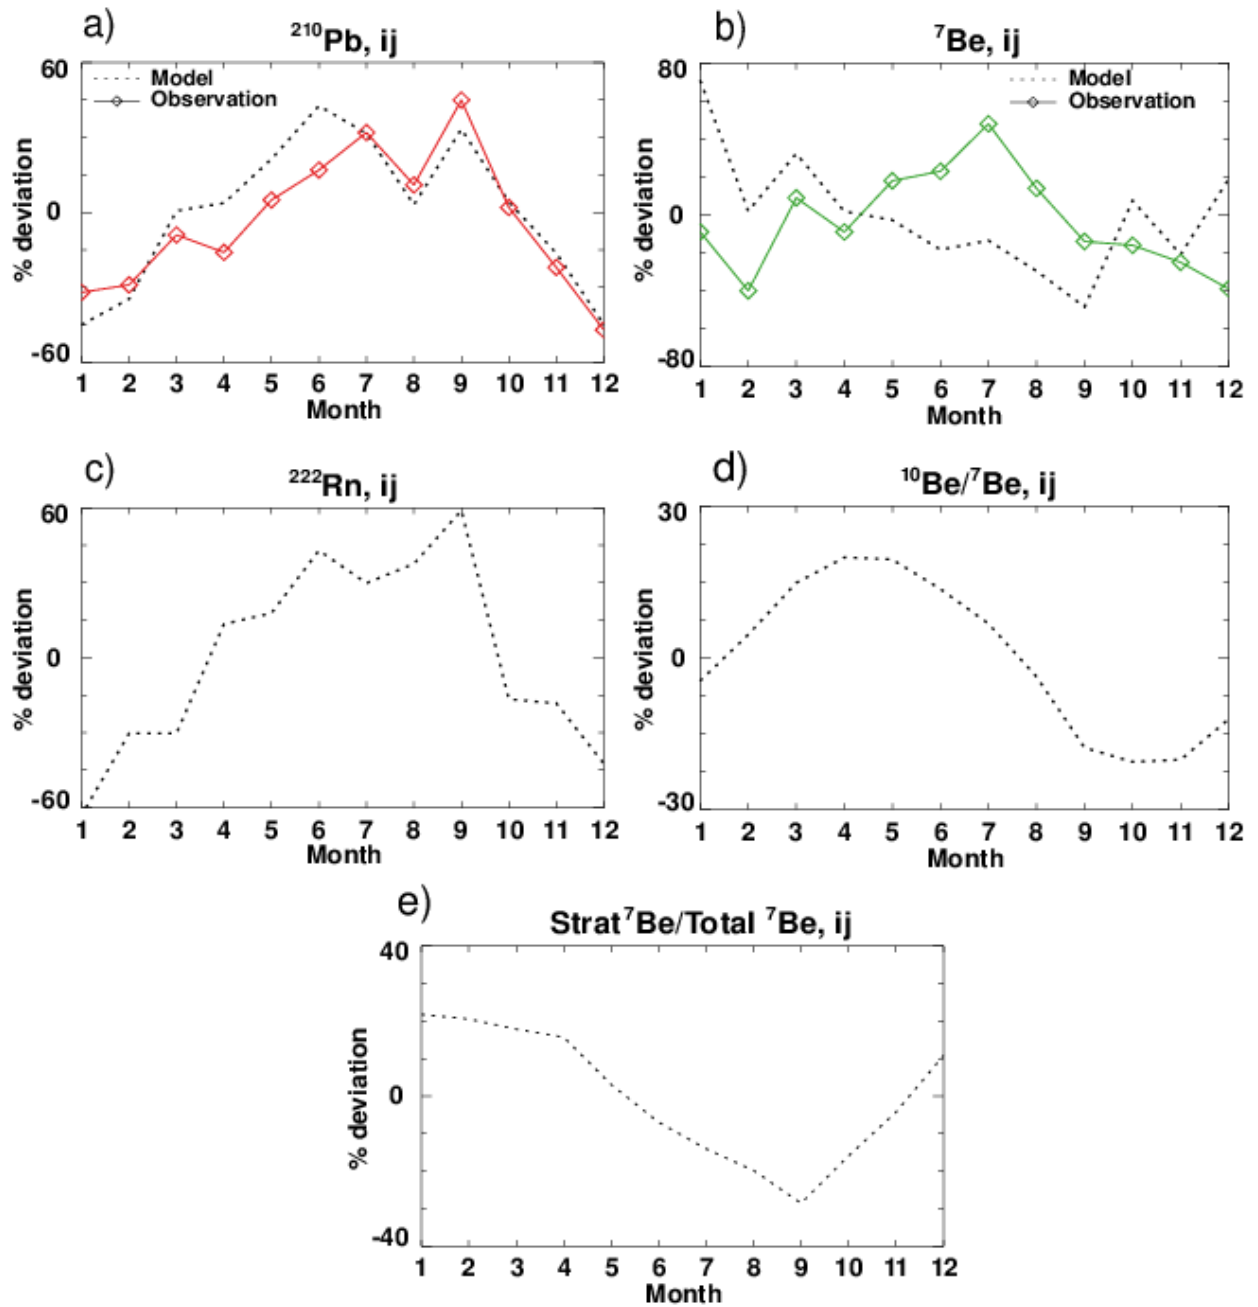 a)
²¹⁰Pb, ij
60
0
-60
% deviation
Model
Observation
1 2 3 4 5 6 7 8 9 10 11 12
Month
b)
⁷Be, ij
80
0
-80
% deviation
Model
Observation
1 2 3 4 5 6 7 8 9 10 11 12
Month
c)
²²²Rn, ij
60
0
-60
% deviation
1 2 3 4 5 6 7 8 9 10 11 12
Month
d)
¹⁰Be/⁷Be, ij
30
0
-30
% deviation
1 2 3 4 5 6 7 8 9 10 11 12
Month
e)
Strat⁷Be/Total ⁷Be, ij
40
0
-40
% deviation
1 2 3 4 5 6 7 8 9 10 11 12
Month